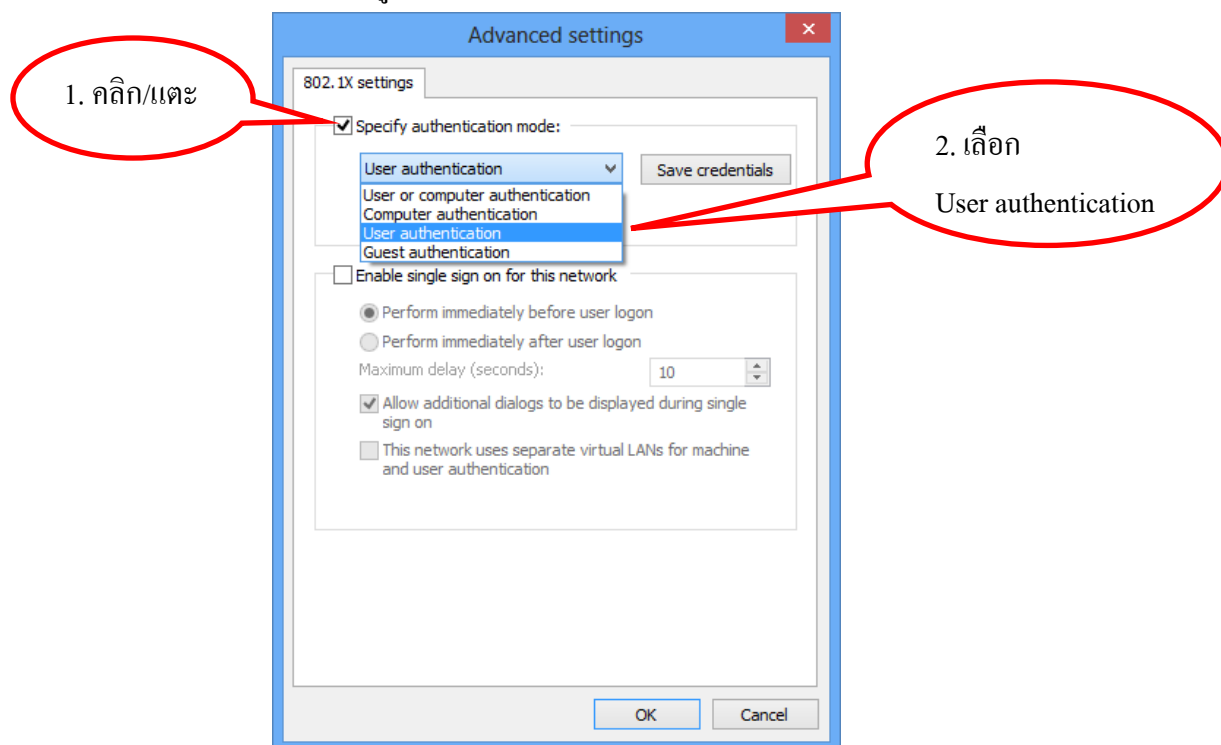 Advanced settings
802.1X settings
1. คลิก/แตะ
Specify authentication mode:
User authentication
Save credentials
User or computer authentication
Computer authentication
User authentication
Guest authentication
2. เลือก
User authentication
Enable single sign on for this network
Perform immediately before user logon
Perform immediately after user logon
Maximum delay (seconds):
10
Allow additional dialogs to be displayed during single
sign on
This network uses separate virtual LANs for machine
and user authentication
OK
Cancel